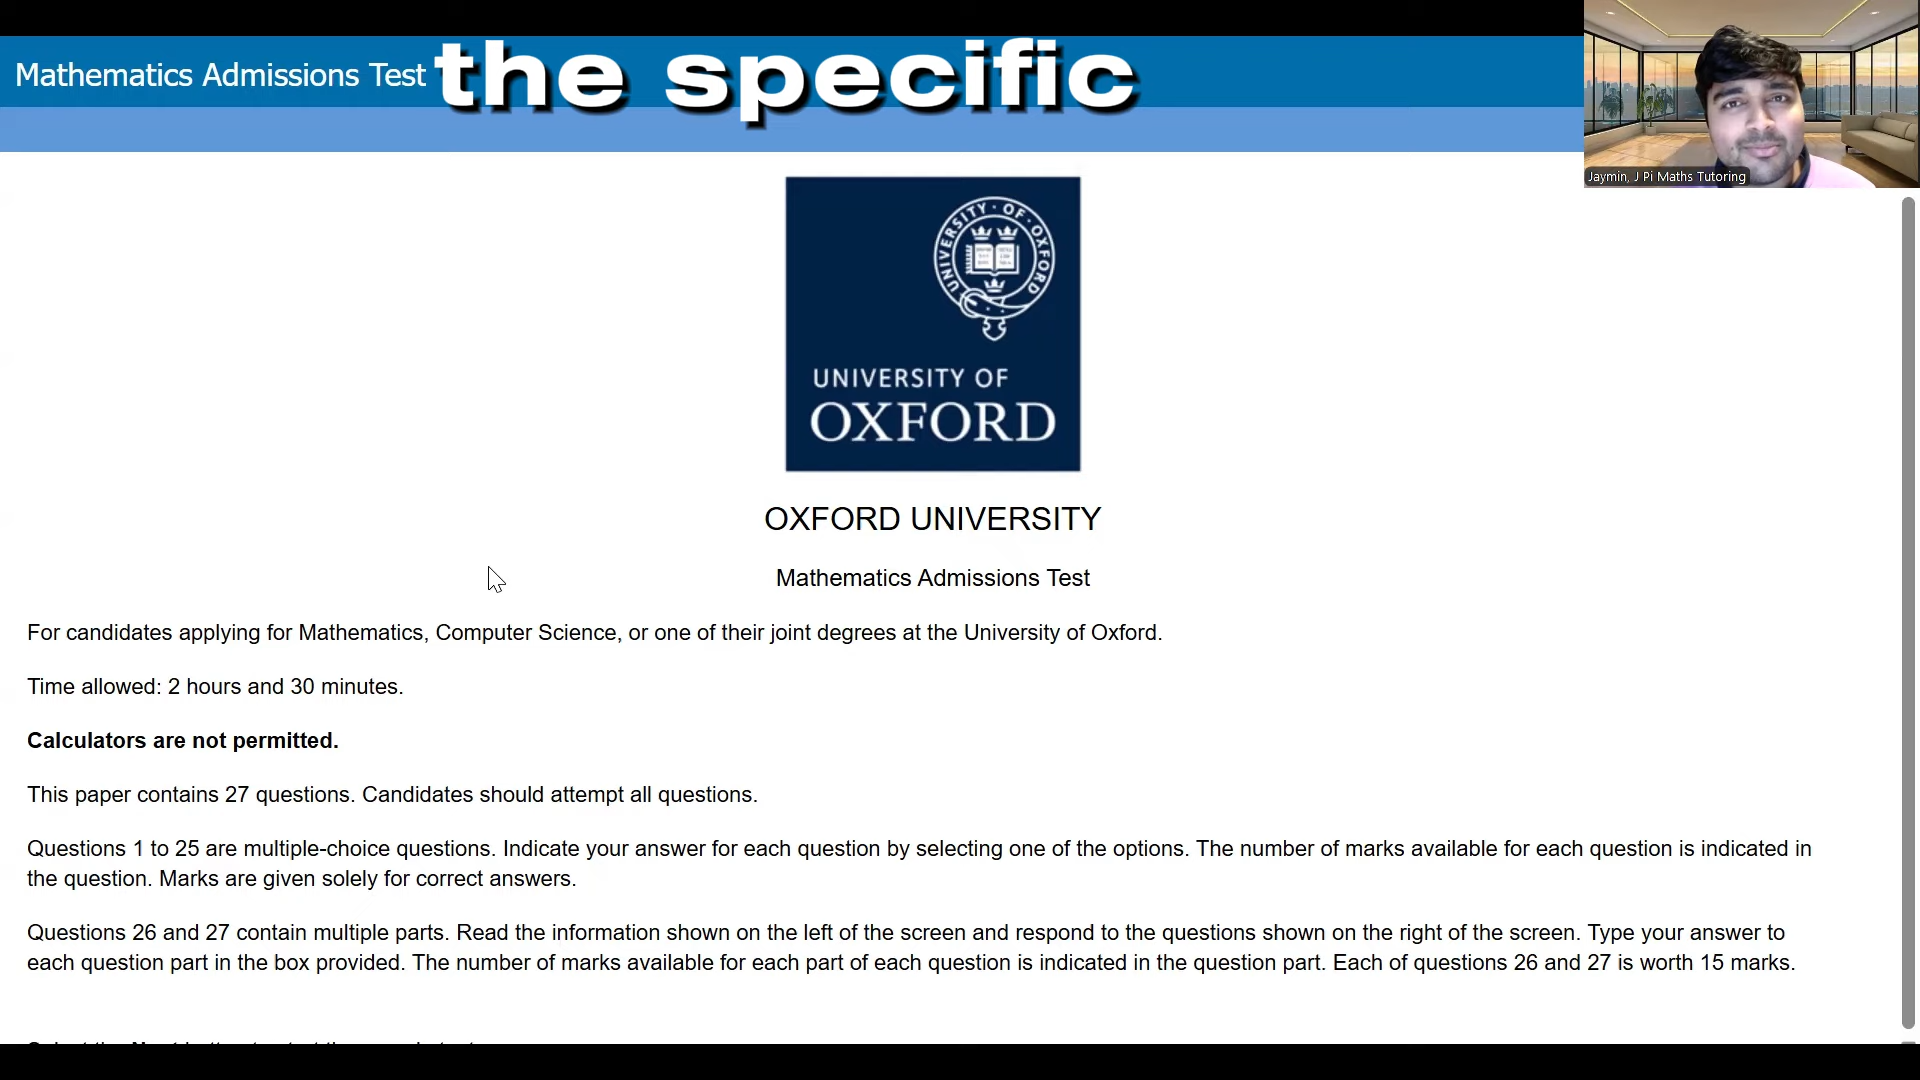 Mathematics Admissions Test
the specific
Jaymin, J Pi Maths Tutoring
UNIVERSITY · OF · OXFORD
UNIVERSITY OF
OXFORD
OXFORD UNIVERSITY
Mathematics Admissions Test
For candidates applying for Mathematics, Computer Science, or one of their joint degrees at the University of Oxford.
Time allowed: 2 hours and 30 minutes.
Calculators are not permitted.
This paper contains 27 questions. Candidates should attempt all questions.
Questions 1 to 25 are multiple-choice questions. Indicate your answer for each question by selecting one of the options. The number of marks available for each question is indicated in
the question. Marks are given solely for correct answers.
Questions 26 and 27 contain multiple parts. Read the information shown on the left of the screen and respond to the questions shown on the right of the screen. Type your answer to
each question part in the box provided. The number of marks available for each part of each question is indicated in the question part. Each of questions 26 and 27 is worth 15 marks.